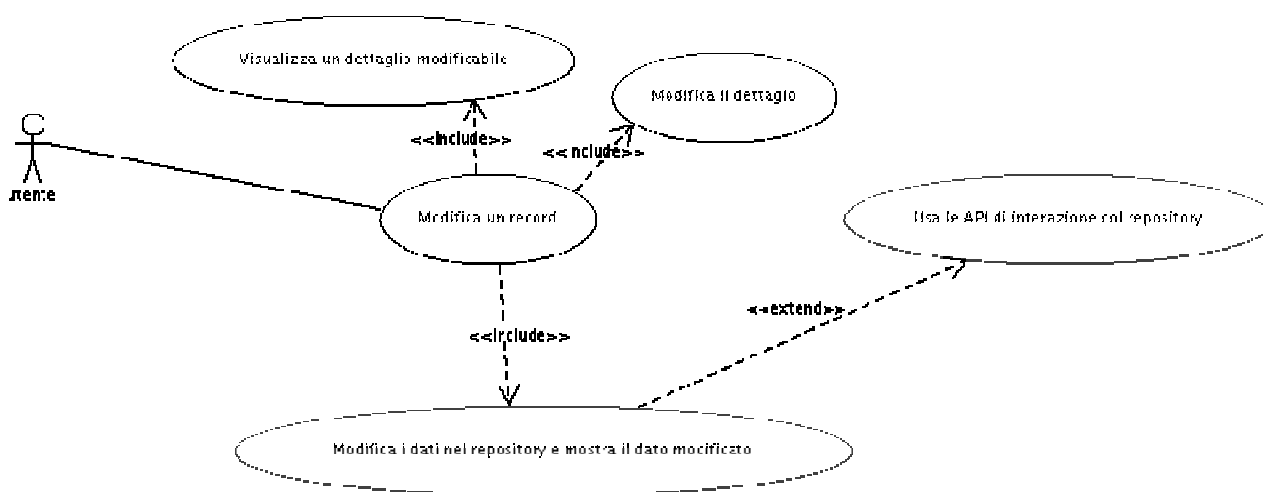 Visualizza un dettaglio modificabile
Modifica il dettaglio
<<include>>
<<include>>
utente
Modifica un record
Usa le API di interazione col repository
<<extend>>
<<include>>
Modifica i dati nel repository e mostra il dato modificato